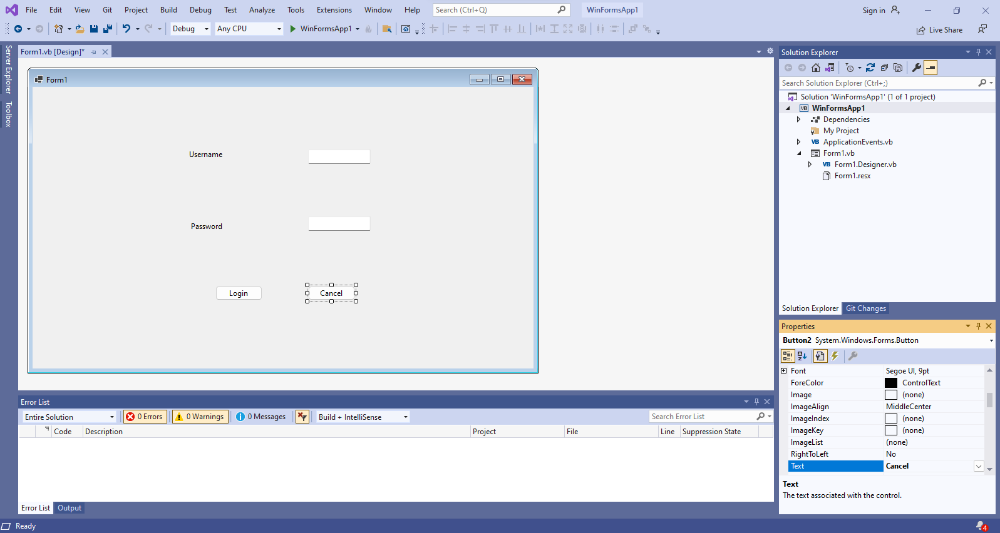 File Edit View Git Project Build Debug Test Analyze Tools Extensions Window Help Search (Ctrl+Q) WinFormsApp1 Sign in
Debug Any CPU WinFormsApp1 Live Share
Server Explorer
Toolbox
Form1.vb [Design]*
Form1
Username
Password
Login Cancel
Error List
Entire Solution 0 Errors 0 Warnings 0 Messages Build + IntelliSense Search Error List
Code Description Project File Line Suppression State
Error List Output
Solution Explorer
Search Solution Explorer (Ctrl+;)
Solution 'WinFormsApp1' (1 of 1 project)
WinFormsApp1
Dependencies
My Project
ApplicationEvents.vb
Form1.vb
Form1.Designer.vb
Form1.resx
Solution Explorer Git Changes
Properties
Button2 System.Windows.Forms.Button
Font Segoe UI, 9pt
ForeColor ControlText
Image (none)
ImageAlign MiddleCenter
ImageIndex (none)
ImageKey (none)
ImageList (none)
RightToLeft No
Text Cancel
Text
The text associated with the control.
Ready 4